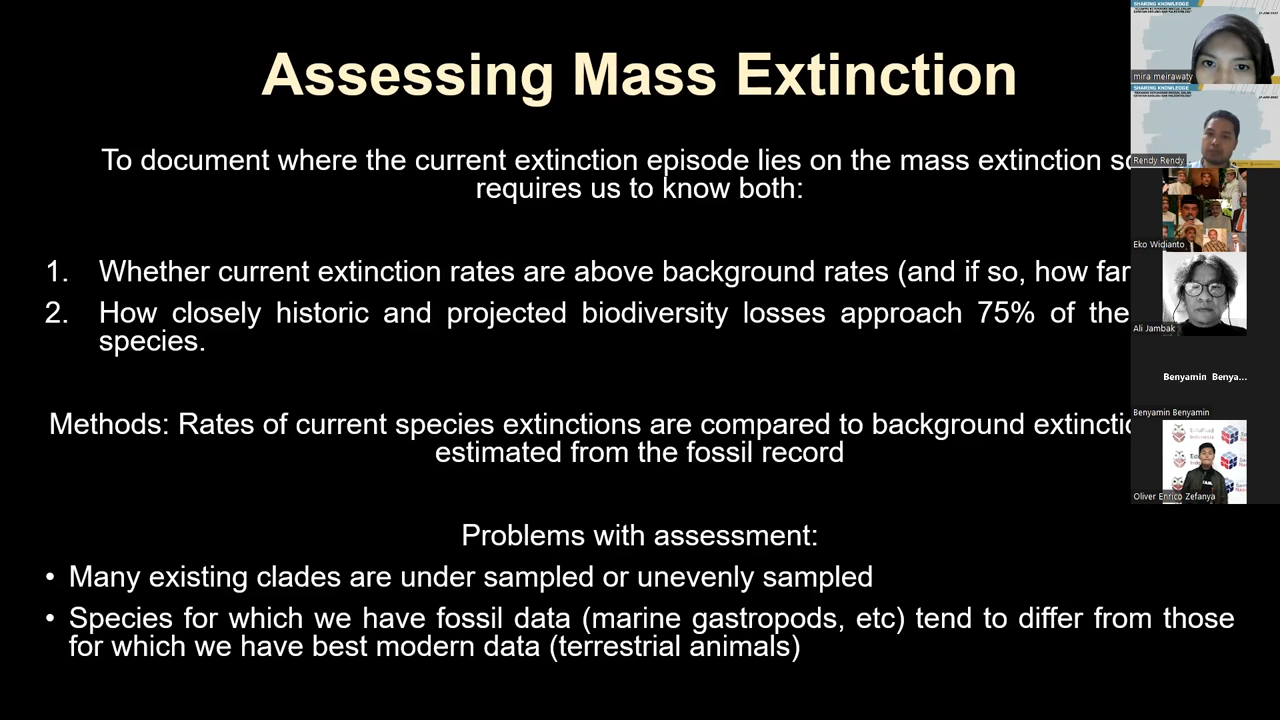 Assessing Mass Extinction
To document where the current extinction episode lies on the mass extinction
requires us to know both:
1. Whether current extinction rates are above background rates (and if so, how far
2. How closely historic and projected biodiversity losses approach 75% of the
species.
Methods: Rates of current species extinctions are compared to background
estimated from the fossil record
Problems with assessment:
• Many existing clades are under sampled or unevenly sampled
• Species for which we have fossil data (marine gastropods, etc) tend to differ from those
for which we have best modern data (terrestrial animals)
SHARING KNOWLEDGE
mira meirawaty
SHARING KNOWLEDGE
Rendy Rendy
Eko Widianto
Ali Jambak
Benyamin Benya...
Benyamin Benyamin
Oliver Enrico Zefanya